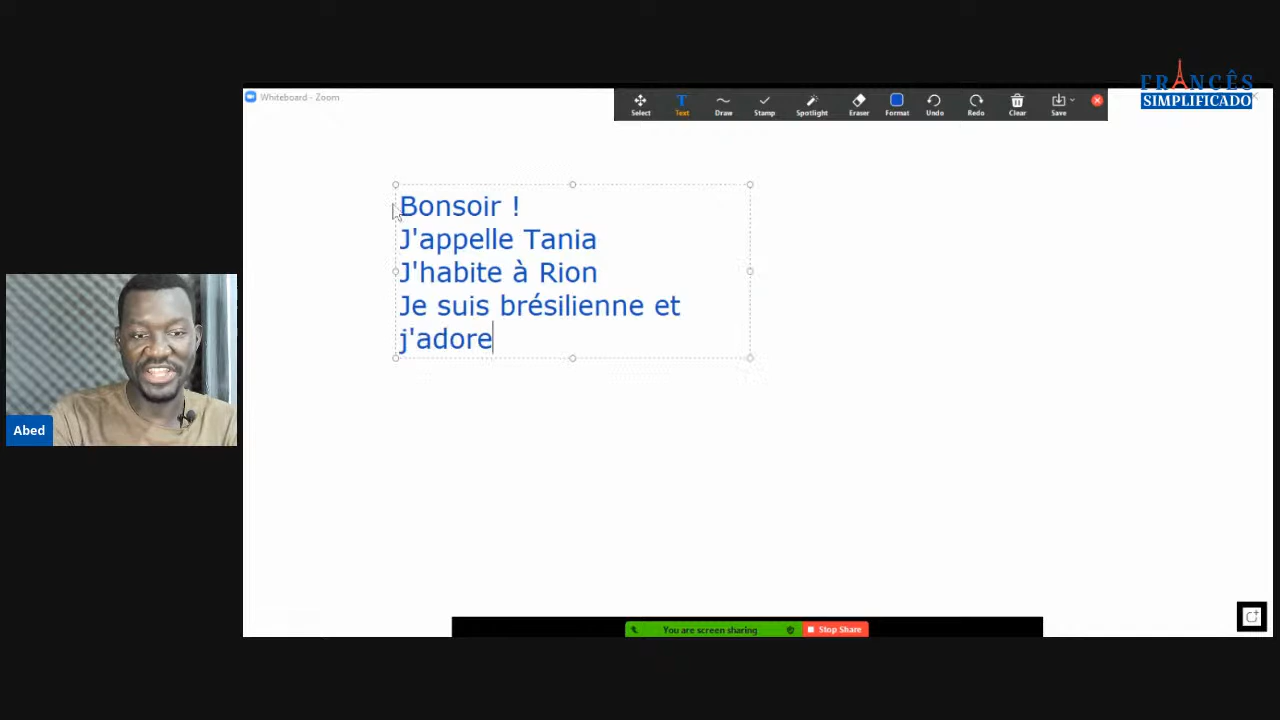 FRANCÊS
SIMPLIFICADO
Whiteboard - Zoom
Select
Text
Draw
Stamp
Spotlight
Eraser
Format
Undo
Redo
Clear
Save
Bonsoir !
J'appelle Tania
J'habite à Rion
Je suis brésilienne et
j'adore
Abed
You are screen sharing
Stop Share